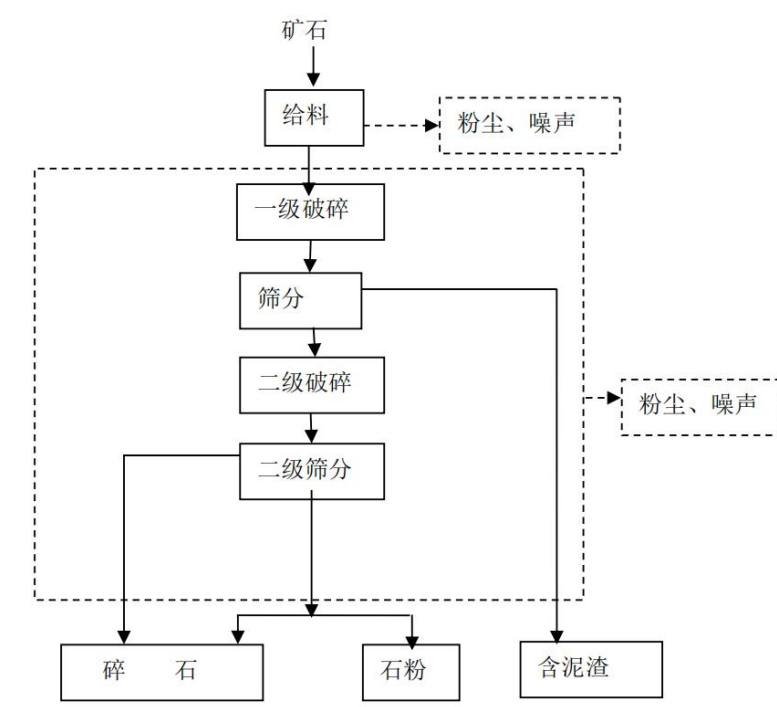 矿石
给料
粉尘、噪声
一级破碎
筛分
二级破碎
粉尘、噪声
二级筛分
碎 石
石粉
含泥渣